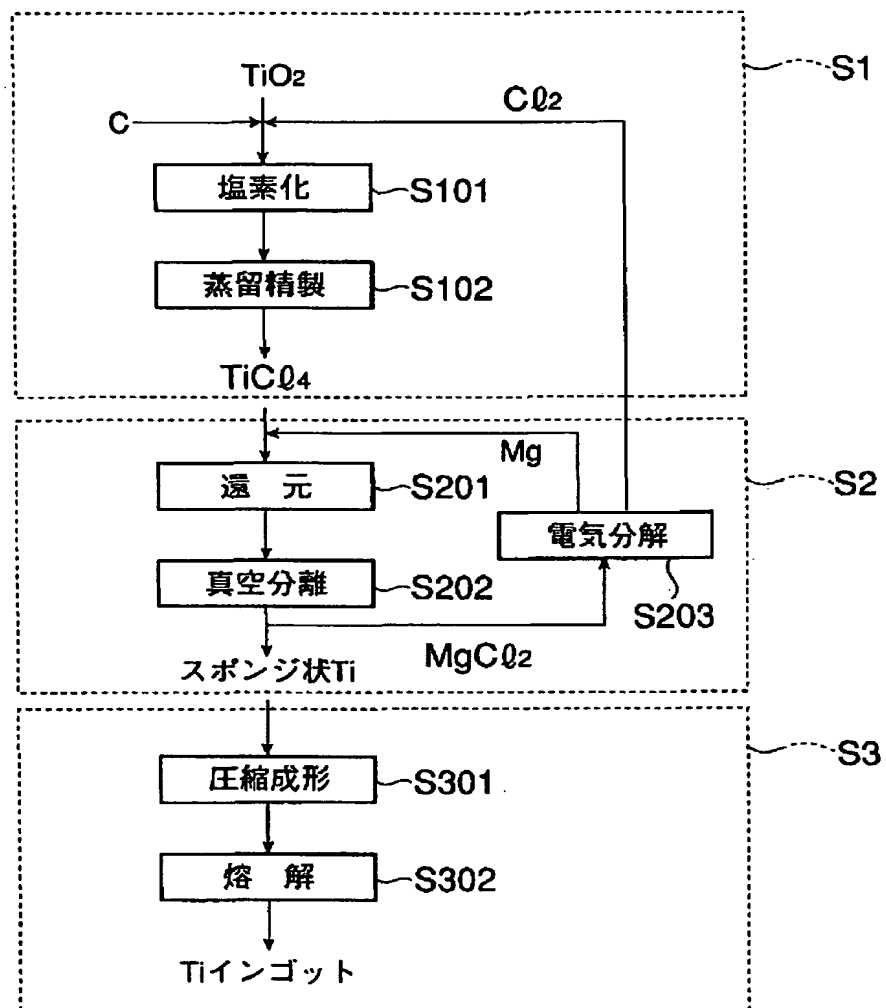 TiO2
Cℓ2
S1
C
塩素化
S101
蒸留精製
S102
TiCℓ4
Mg
S2
還 元
S201
電気分解
真空分離
S202
S203
MgCℓ2
スポンジ状Ti
S3
圧縮成形
S301
熔 解
S302
Tiインゴット